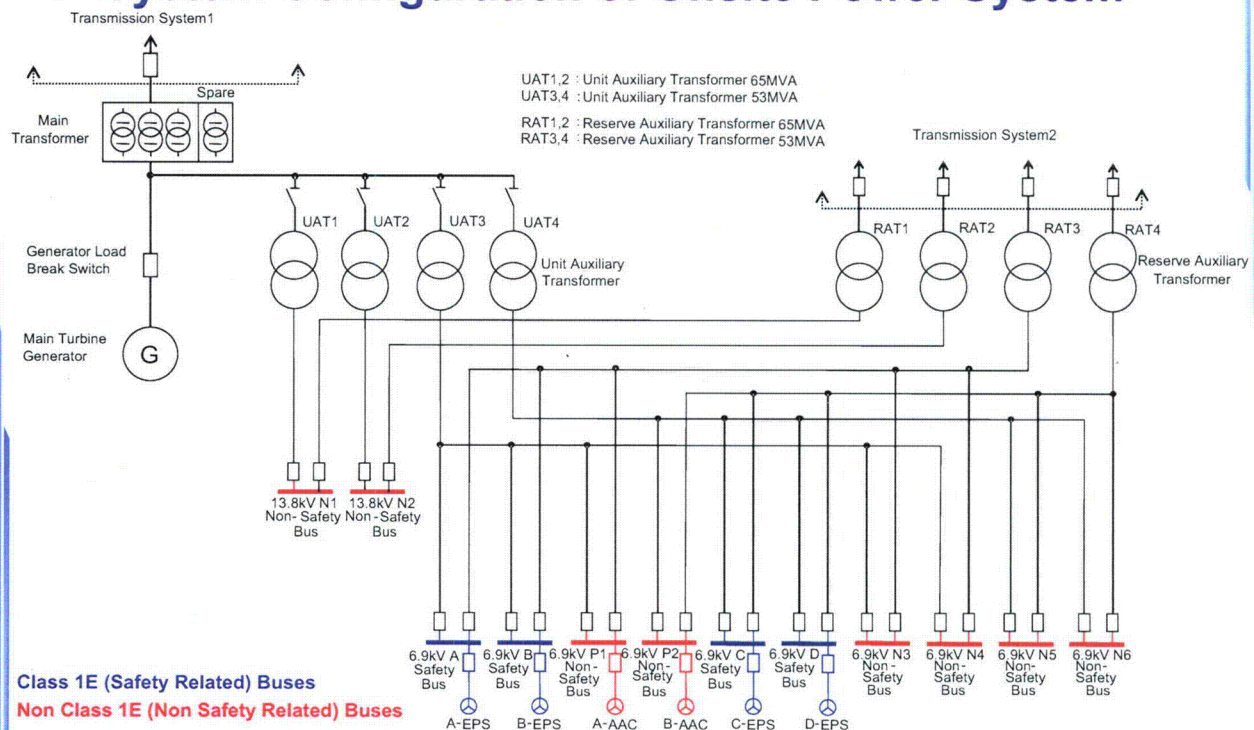 Transmission System1
Spare
Main
Transformer
UAT1,2 : Unit Auxiliary Transformer 65MVA
UAT3,4 : Unit Auxiliary Transformer 53MVA
RAT1,2 : Reserve Auxiliary Transformer 65MVA
RAT3,4 : Reserve Auxiliary Transformer 53MVA
Transmission System2
UAT1
UAT2
UAT3
UAT4
RAT1
RAT2
RAT3
RAT4
Generator Load
Break Switch
Unit Auxiliary
Transformer
Reserve Auxiliary
Transformer
Main Turbine
Generator
G
13.8kV N1
Non-Safety
Bus
13.8kV N2
Non-Safety
Bus
6.9kV A
Safety
Bus
6.9kV B
Safety
Bus
6.9kV P1
Non-
Safety
Bus
6.9kV P2
Non-
Safety
Bus
6.9kV C
Safety
Bus
6.9kV D
Safety
Bus
6.9kV N3
Non-
Safety
Bus
6.9kV N4
Non-
Safety
Bus
6.9kV N5
Non-
Safety
Bus
6.9kV N6
Non-
Safety
Bus
Class 1E (Safety Related) Buses
Non Class 1E (Non Safety Related) Buses
A-EPS
B-EPS
A-AAC
B-AAC
C-EPS
D-EPS